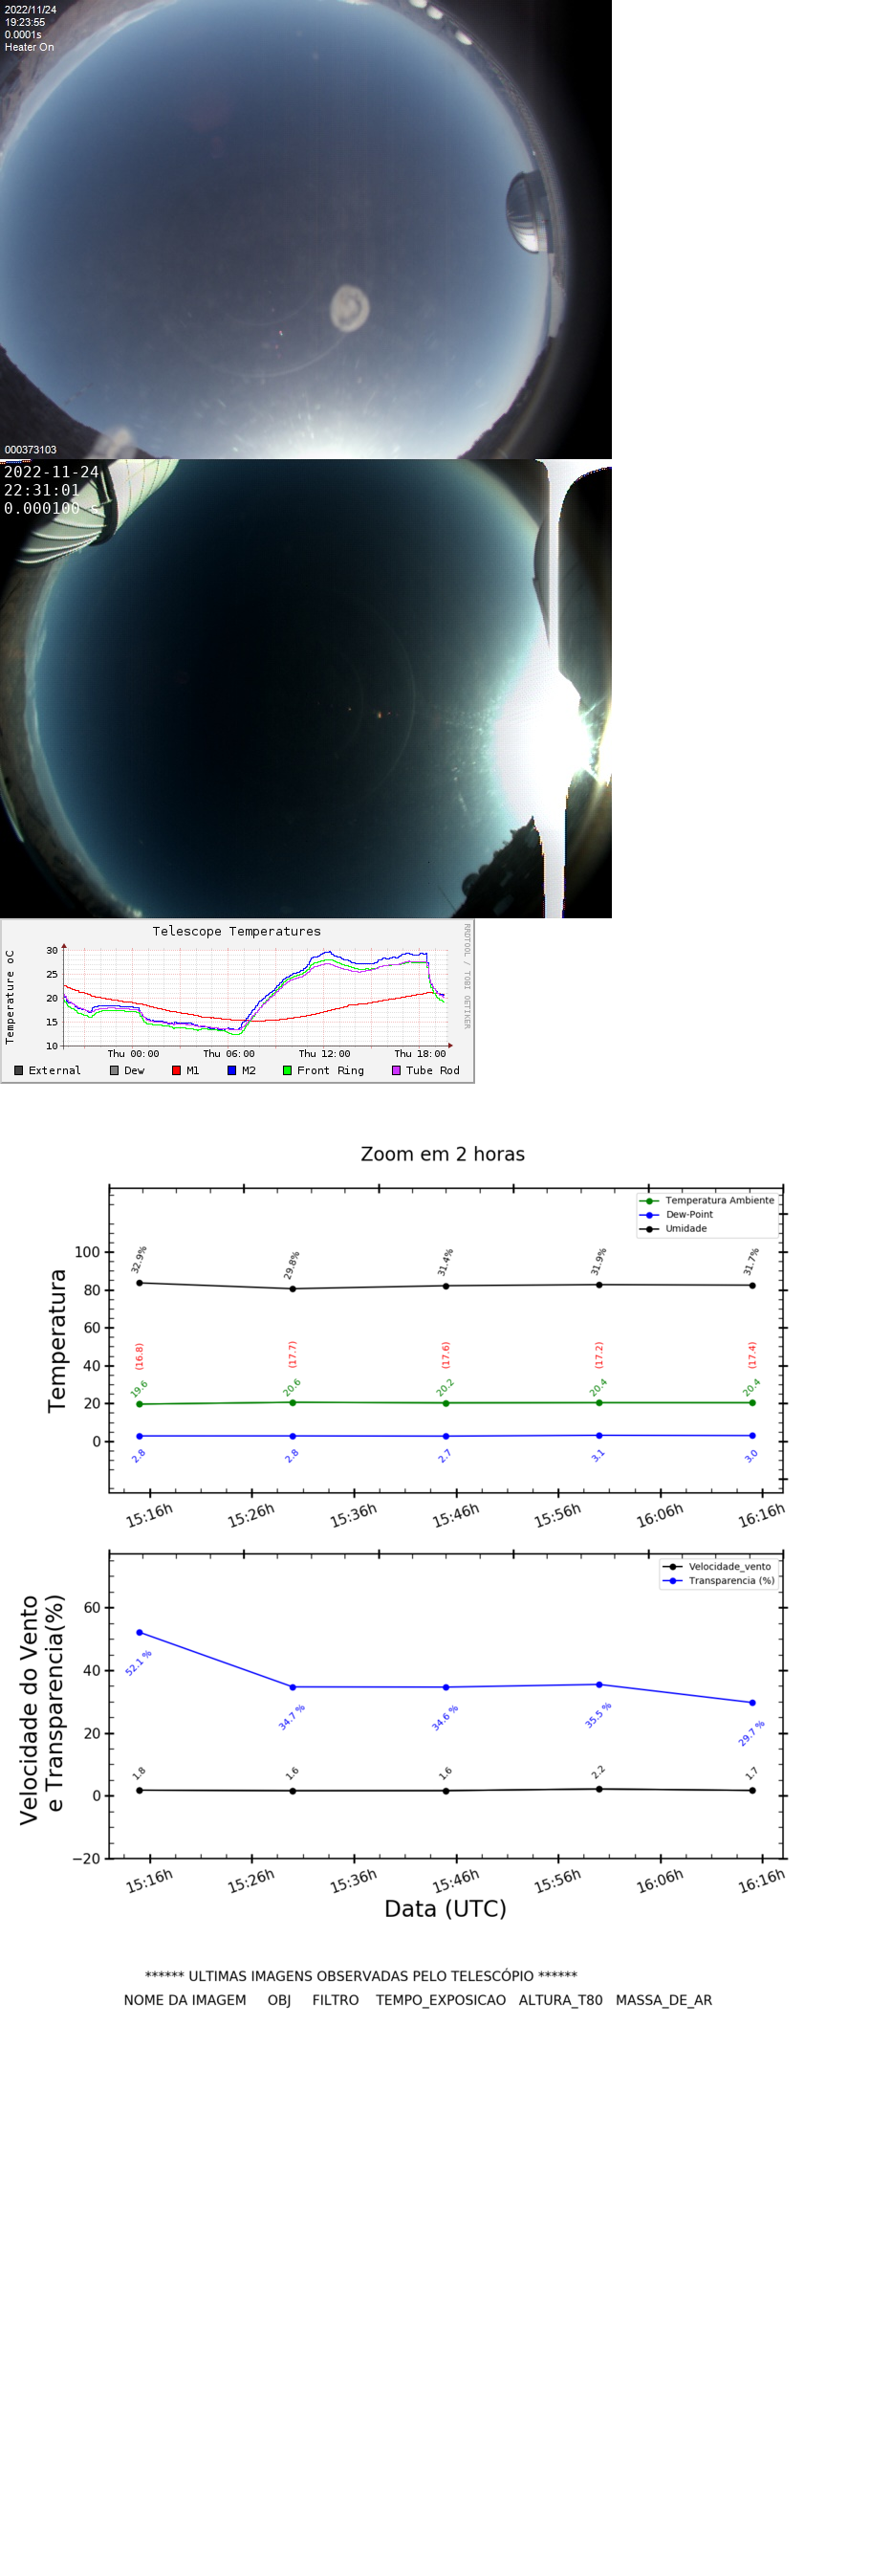 2022/11/24
19:23:55
0.0001s
Heater On
000373103
2022-11-24
22:31:01
0.000100 s
Telescope Temperatures
RRDTOOL / TOBI OETIKER
Temperature oC
30
25
20
15
10
Thu 00:00 Thu 06:00 Thu 12:00 Thu 18:00
External Dew M1 M2 Front Ring Tube Rod
Zoom em 2 horas
Temperatura Ambiente
Dew-Point
Umidade
Temperatura
100
80
60
40
20
0
32.9% 29.8% 31.4% 31.9% 31.7%
(16.8) (17.7) (17.6) (17.2) (17.4)
19.6 20.6 20.2 20.4 20.4
2.8 2.8 2.7 3.1 3.0
15:16h 15:26h 15:36h 15:46h 15:56h 16:06h 16:16h
Velocidade_vento
Transparencia (%)
Velocidade do Vento
e Transparencia(%)
60
40
20
0
−20
52.1 % 34.7 % 34.6 % 35.5 % 29.7 %
1.8 1.6 1.6 2.2 1.7
15:16h 15:26h 15:36h 15:46h 15:56h 16:06h 16:16h
Data (UTC)
****** ULTIMAS IMAGENS OBSERVADAS PELO TELESCÓPIO ******
NOME DA IMAGEM OBJ FILTRO TEMPO_EXPOSICAO ALTURA_T80 MASSA_DE_AR